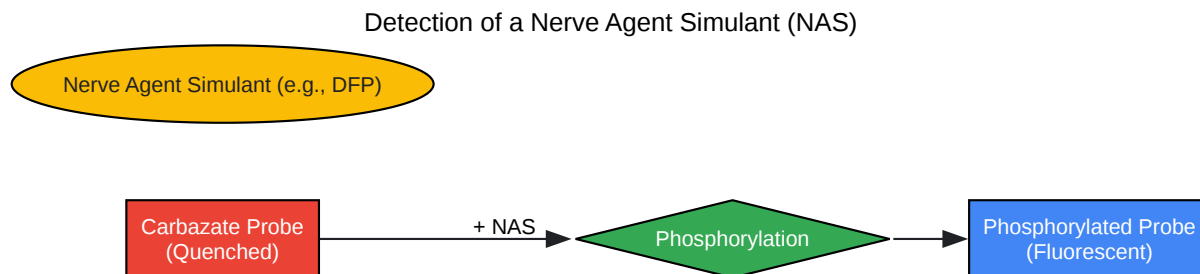 Detection of a Nerve Agent Simulant (NAS)
Nerve Agent Simulant (e.g., DFP)
Carbazate Probe
(Quenched)
+ NAS
Phosphorylation
Phosphorylated Probe
(Fluorescent)